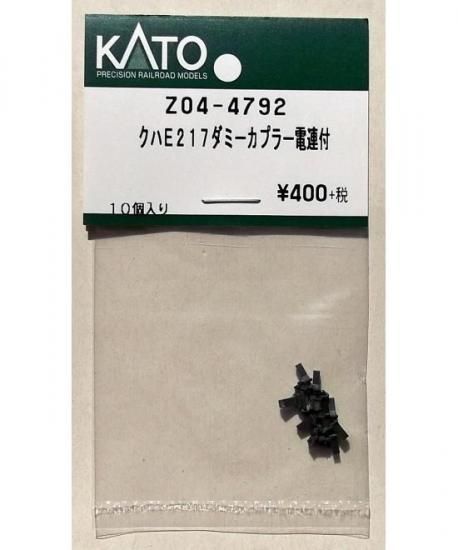 KATO
PRECISION RAILROAD MODELS
Z04-4792
クハE217ダミーカプラー電連付
¥400+税
10個入り